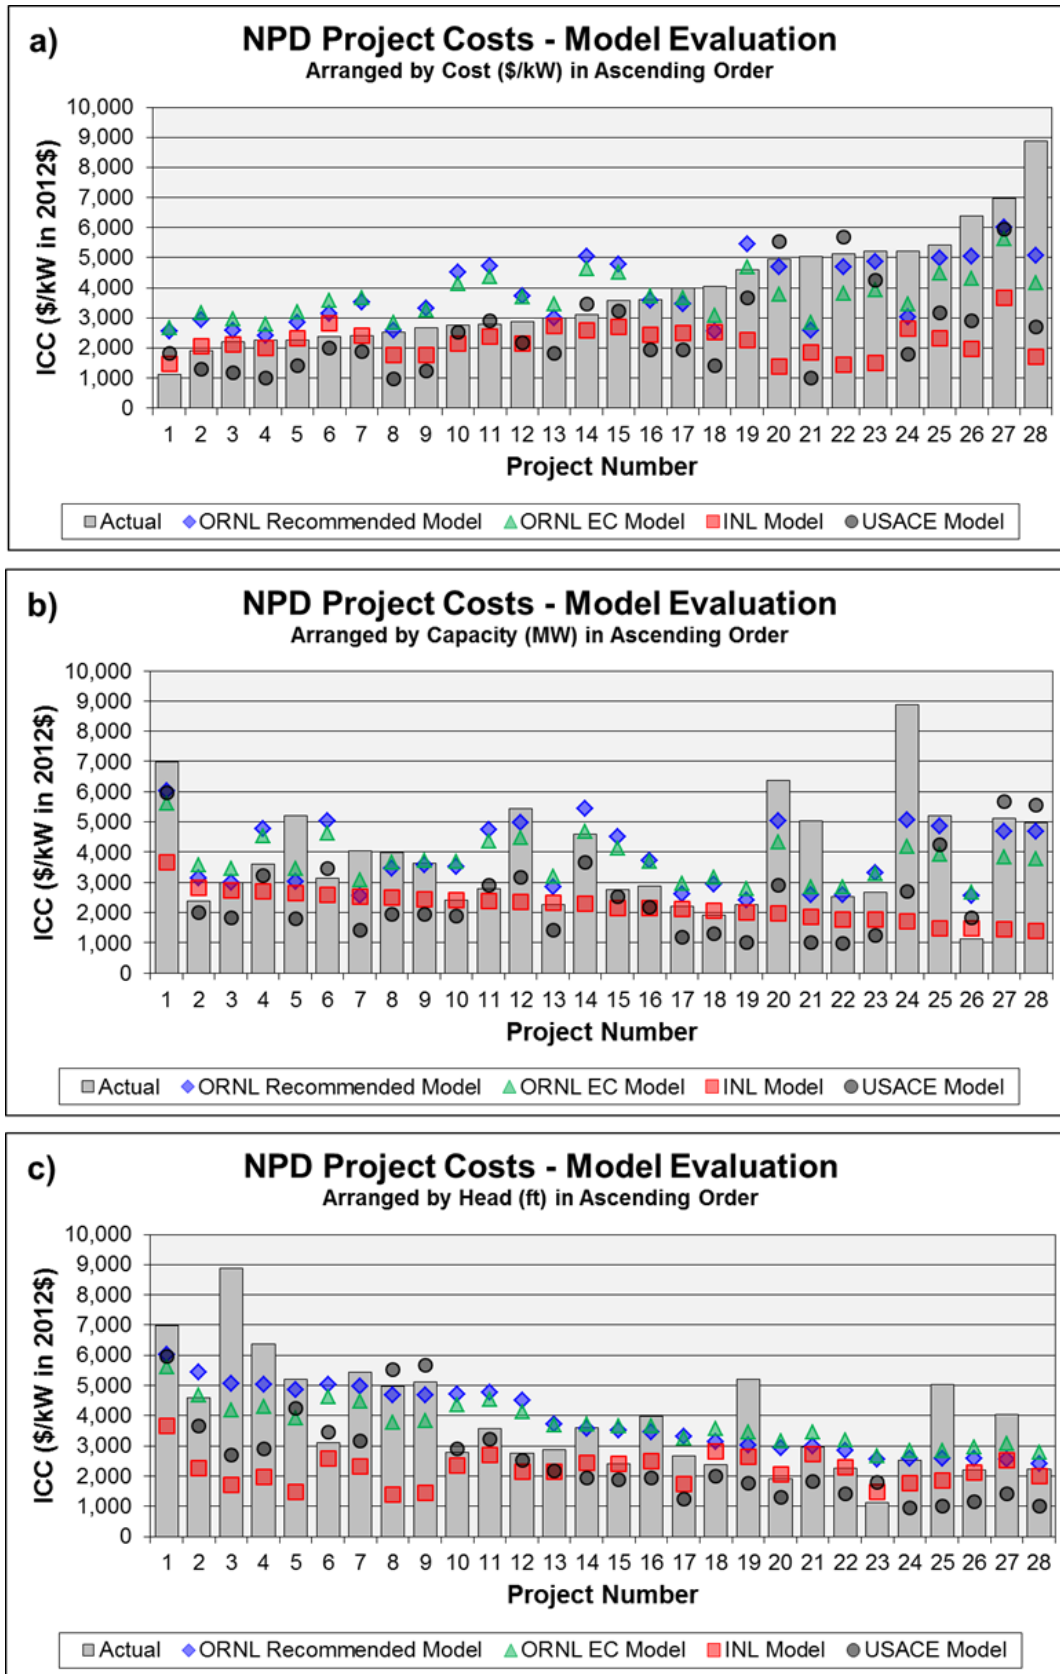 a)
NPD Project Costs - Model Evaluation
Arranged by Cost ($/kW) in Ascending Order
ICC ($/kW in 2012$)
10,000
9,000
8,000
7,000
6,000
5,000
4,000
3,000
2,000
1,000
0
1 2 3 4 5 6 7 8 9 10 11 12 13 14 15 16 17 18 19 20 21 22 23 24 25 26 27 28
Project Number
Actual ORNL Recommended Model ORNL EC Model INL Model USACE Model
b)
NPD Project Costs - Model Evaluation
Arranged by Capacity (MW) in Ascending Order
ICC ($/kW in 2012$)
10,000
9,000
8,000
7,000
6,000
5,000
4,000
3,000
2,000
1,000
0
1 2 3 4 5 6 7 8 9 10 11 12 13 14 15 16 17 18 19 20 21 22 23 24 25 26 27 28
Project Number
Actual ORNL Recommended Model ORNL EC Model INL Model USACE Model
c)
NPD Project Costs - Model Evaluation
Arranged by Head (ft) in Ascending Order
ICC ($/kW in 2012$)
10,000
9,000
8,000
7,000
6,000
5,000
4,000
3,000
2,000
1,000
0
1 2 3 4 5 6 7 8 9 10 11 12 13 14 15 16 17 18 19 20 21 22 23 24 25 26 27 28
Project Number
Actual ORNL Recommended Model ORNL EC Model INL Model USACE Model